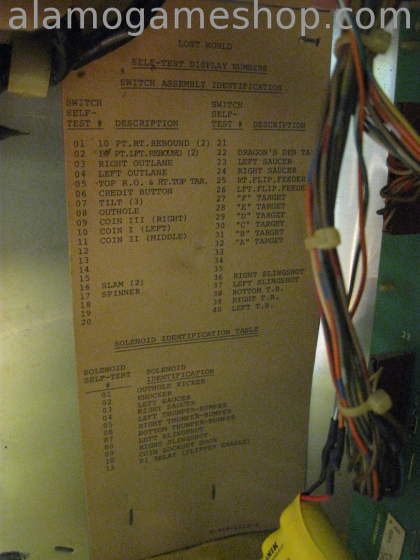 alamogameshop.com
LOST WORLD
SELF-TEST DISPLAY NUMBERS
SWITCH ASSEMBLY IDENTIFICATION
SWITCH
SELF-
TEST # DESCRIPTION
01 10 PT.RT.REBOUND (2)
02 10 PT.LFT.REBOUND (2)
03 RIGHT OUTLANE
04 LEFT OUTLANE
05 TOP R.O. & RT.TOP TAR.
06 CREDIT BUTTON
07 TILT (3)
08 OUTHOLE
09 COIN III (RIGHT)
10 COIN I (LEFT)
11 COIN II (MIDDLE)
12
13
14
15
16 SLAM (2)
17 SPINNER
18
19
20
SWITCH
SELF-
TEST # DESCRIPTION
21
22 DRAGON'S DEN TA
23 LEFT SAUCER
24 RIGHT SAUCER
25 RT.FLIP.FEEDER
26 LFT.FLIP.FEEDE
27 "F" TARGET
28 "E" TARGET
29 "D" TARGET
30 "C" TARGET
31 "B" TARGET
32 "A" TARGET
33
34
35
36 RIGHT SLINGSHOT
37 LEFT SLINGSHOT
38 BOTTOM T.B.
39 RIGHT T.B.
40 LEFT T.B.
SOLENOID IDENTIFICATION TABLE
SOLENOID
SELF-TEST
#
SOLENOID
IDENTIFICATION
01 OUTHOLE KICKER
02 KNOCKER
03 LEFT SAUCER
04 RIGHT SAUCER
05 LEFT THUMPER-BUMPER
06 RIGHT THUMPER-BUMPER
07 BOTTOM THUMPER-BUMPER
08 LEFT SLINGSHOT
09 RIGHT SLINGSHOT
10 COIN LOCKOUT DOOR
11 K1 RELAY (FLIPPER ENABLE)